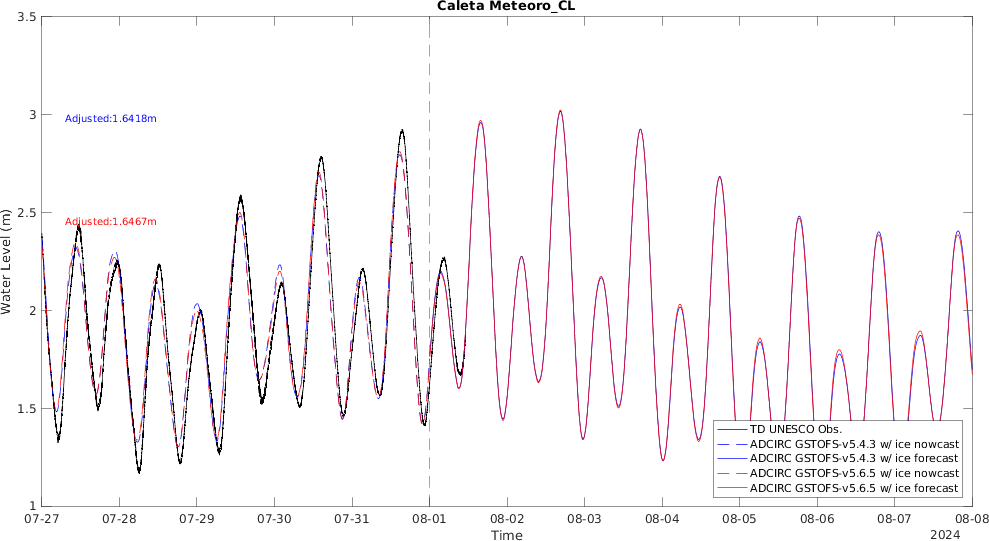 Caleta Meteoro_CL
3.5
3
2.5
2
1.5
1
Water Level (m)
Adjusted:1.6418m
Adjusted:1.6467m
TD UNESCO Obs.
ADCIRC GSTOFS-v5.4.3 w/ ice nowcast
ADCIRC GSTOFS-v5.4.3 w/ ice forecast
ADCIRC GSTOFS-v5.6.5 w/ ice nowcast
ADCIRC GSTOFS-v5.6.5 w/ ice forecast
07-27 07-28 07-29 07-30 07-31 08-01 08-02 08-03 08-04 08-05 08-06 08-07 08-08
Time
2024